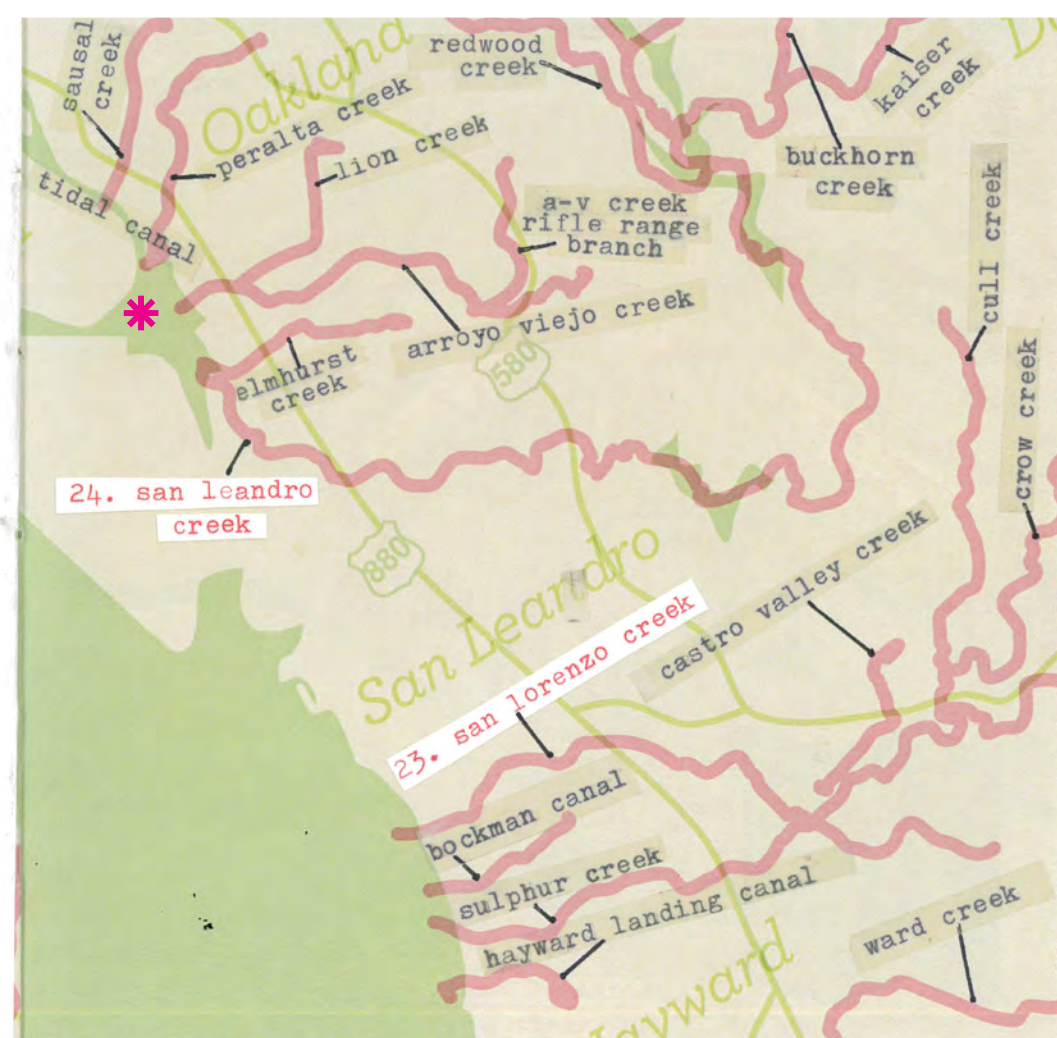 sausal
creek
Oakland
redwood
creek
kaiser
creek
peralta creek
lion creek
buckhorn
creek
tidal canal
a-v creek
rifle range
branch
cull creek
arroyo viejo creek
elmhurst
creek
580
crow creek
24. san leandro
creek
880
San Leandro
castro valley creek
23. san lorenzo creek
bockman canal
sulphur creek
hayward landing canal
ward creek
Hayward